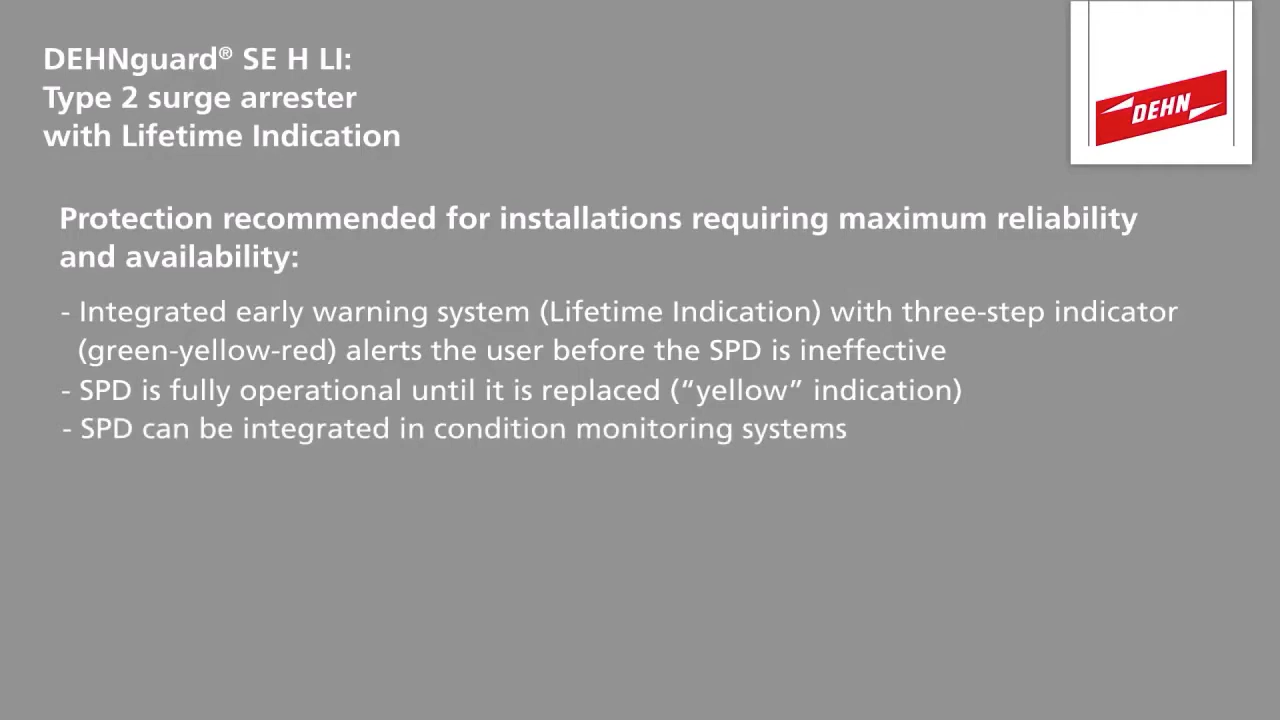 DEHNguard® SE H LI:
Type 2 surge arrester
with Lifetime Indication
DEHN
Protection recommended for installations requiring maximum reliability
and availability:
- Integrated early warning system (Lifetime Indication) with three-step indicator
(green-yellow-red) alerts the user before the SPD is ineffective
- SPD is fully operational until it is replaced (“yellow” indication)
- SPD can be integrated in condition monitoring systems